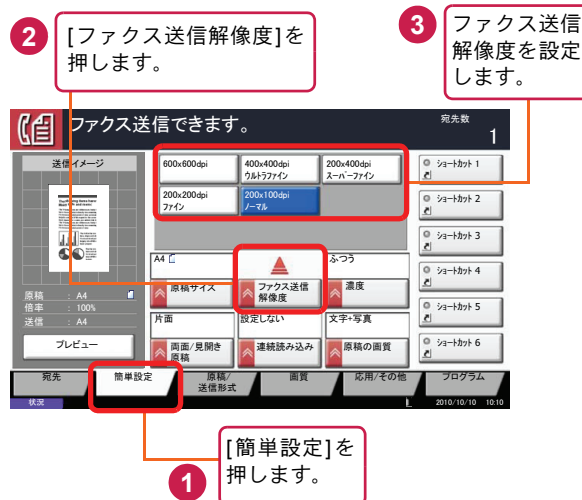 2
[ファクス送信解像度]を
押します。
3
ファクス送信
解像度を設定
します。
ファクス送信できます。
宛先数
1
送信イメージ
600x600dpi
400x400dpi
ウルトラファイン
200x400dpi
スーパーファイン
200x200dpi
ファイン
200x100dpi
ノーマル
ショートカット 1
ショートカット 2
ショートカット 3
ショートカット 4
ショートカット 5
ショートカット 6
A4
ふつう
原稿サイズ
ファクス送信
解像度
濃度
原稿 : A4
倍率 : 100%
送信 : A4
片面
設定しない
文字+写真
プレビュー
両面/見開き
原稿
連続読み込み
原稿の画質
宛先
簡単設定
原稿/
送信形式
画質
応用/その他
プログラム
状況
2010/10/10 10:10
[簡単設定]を
押します。
1